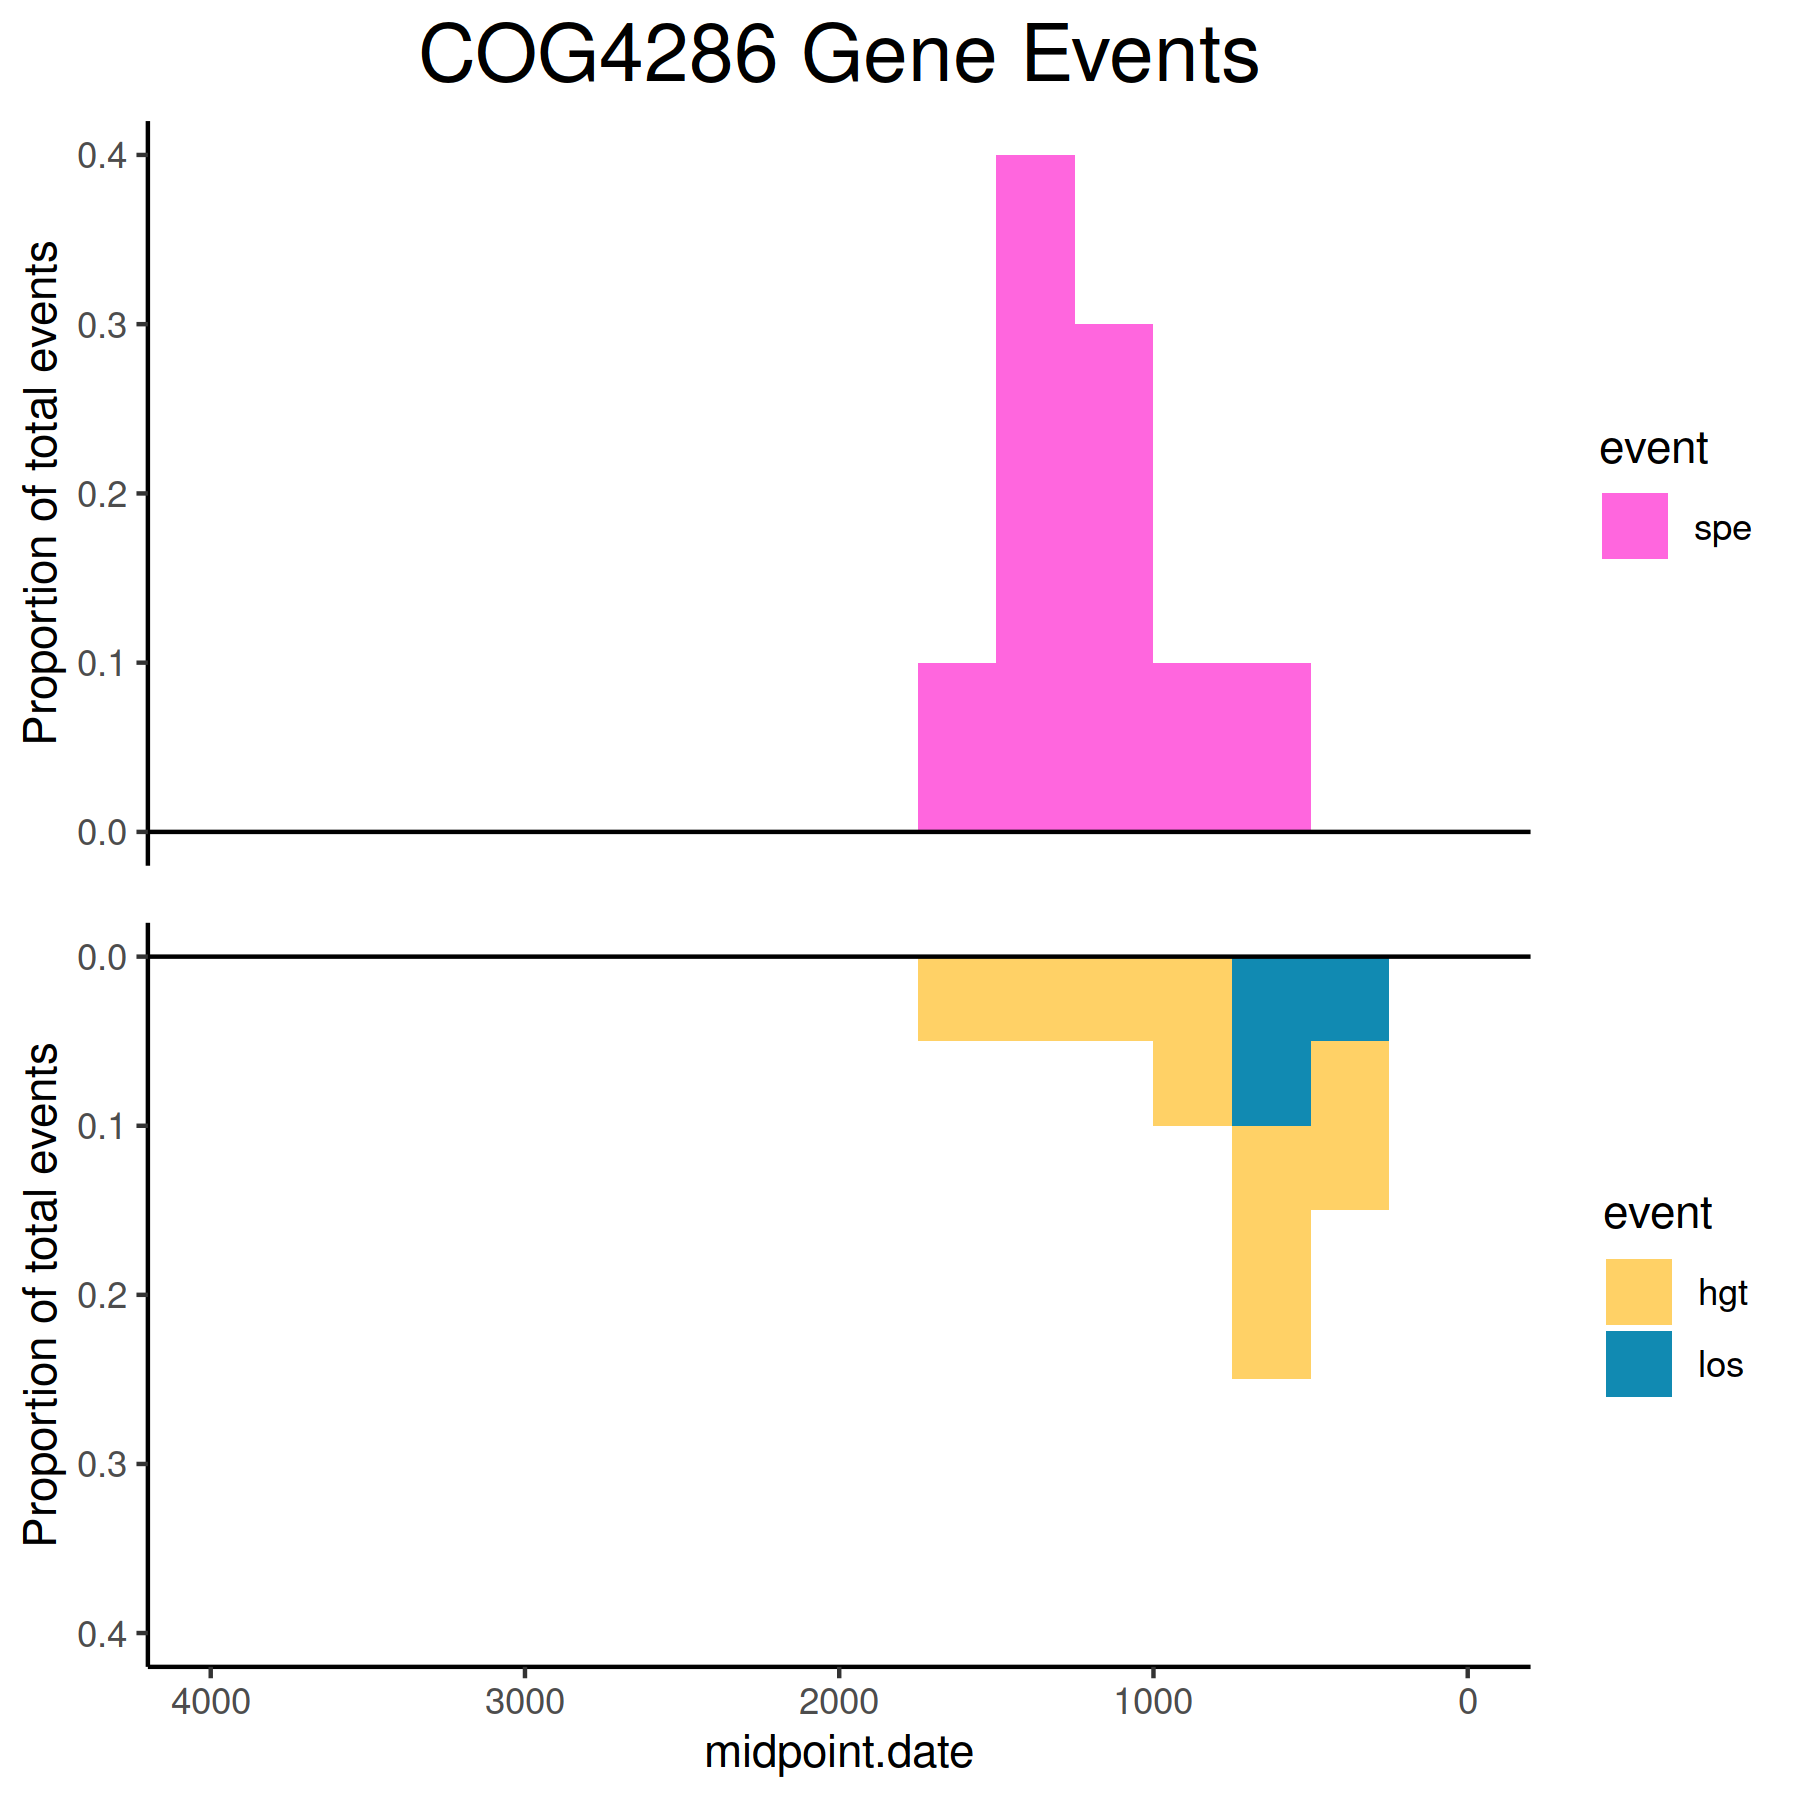 COG4286 Gene Events
Proportion of total events
0.4
0.3
0.2
0.1
0.0
event
spe
Proportion of total events
0.0
0.1
0.2
0.3
0.4
event
hgt
los
4000 3000 2000 1000 0
midpoint.date